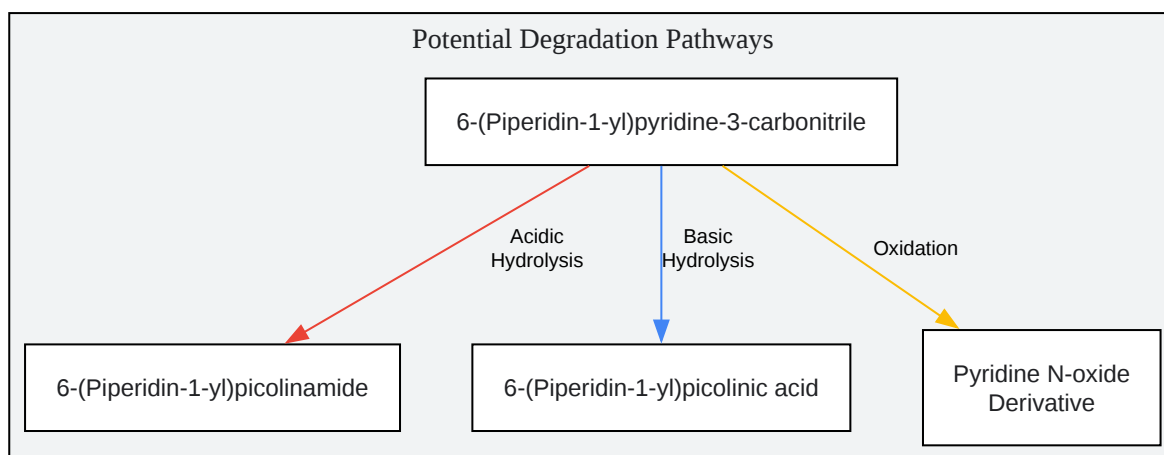 Potential Degradation Pathways
6-(Piperidin-1-yl)pyridine-3-carbonitrile
Acidic
Hydrolysis
Basic
Hydrolysis
Oxidation
6-(Piperidin-1-yl)picolinamide
6-(Piperidin-1-yl)picolinic acid
Pyridine N-oxide
Derivative